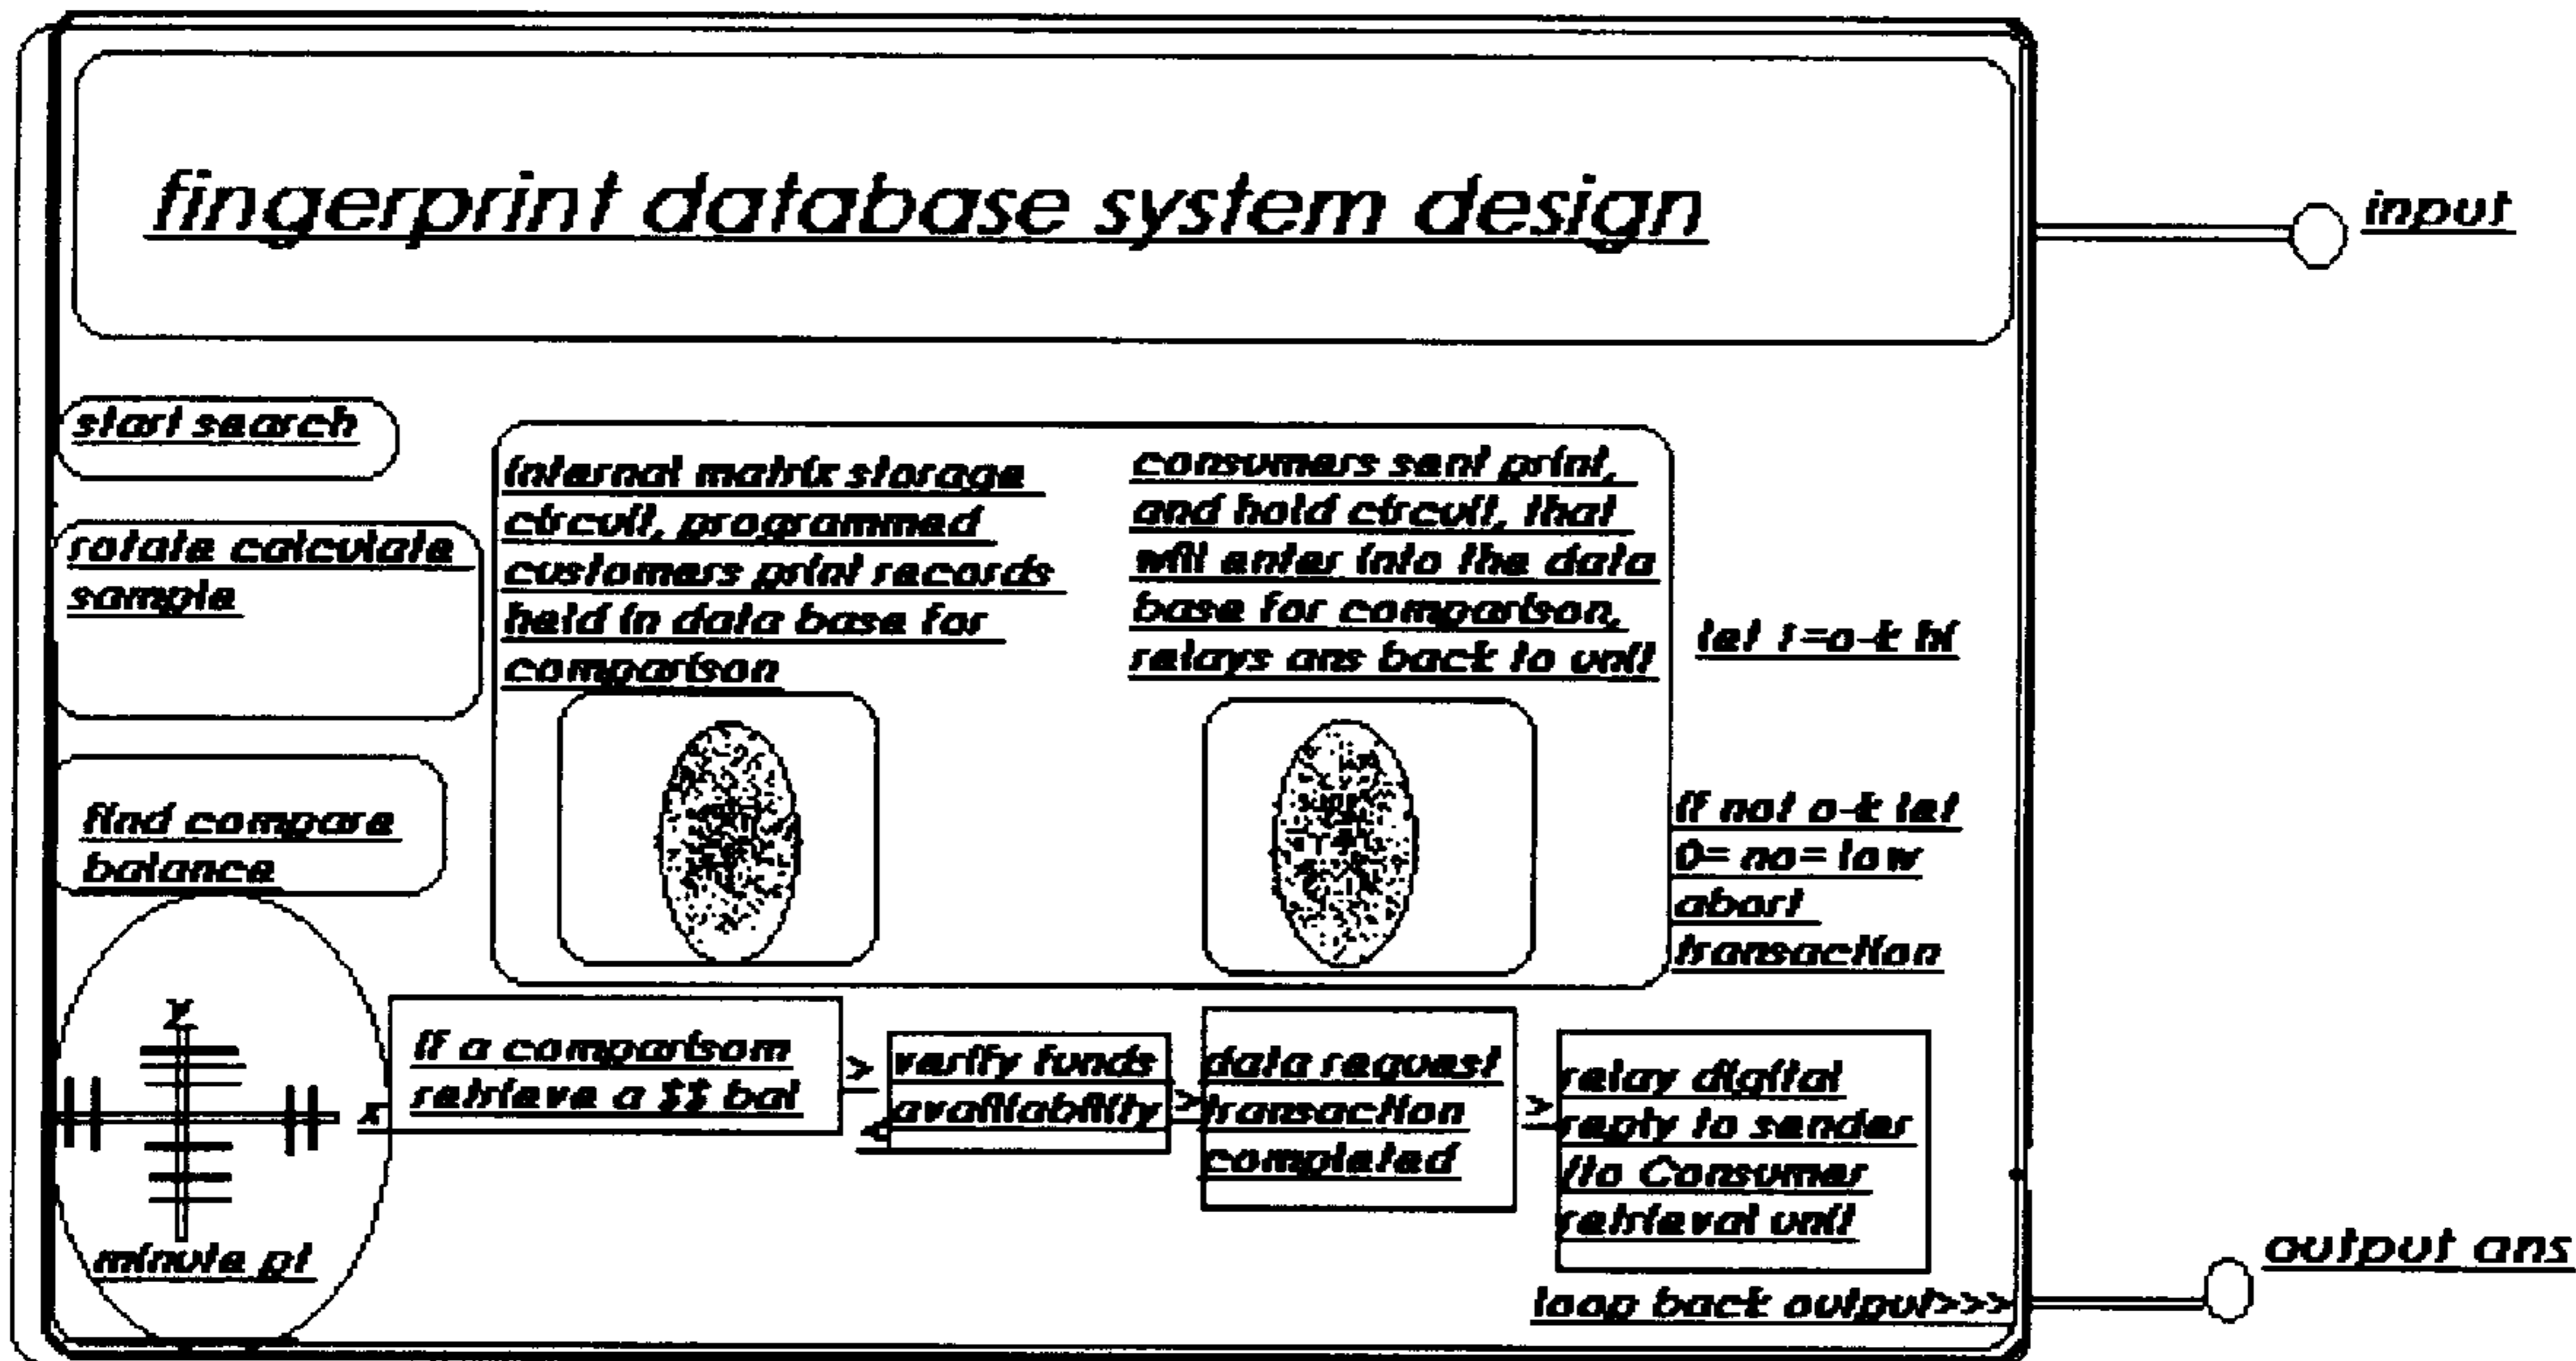 fingerprint database system design
input
start search
rotate calculate
sample
find compare
balance
internal matrix storage
circuit, programmed
customers print records
held in data base for
comparison
consumers sent print,
and hold circuit, that
will enter into the data
base for comparison,
relays ans back to unit
let 1=o-k hi
if not o-k let
0= no= low
abort
transaction
Y
X
minute pt
if a comparisom
retrieve a $$ bal
>
verify funds
availability
>
<
data request
transaction
completed
>
relay digital
reply to sender
/to Consumer
retrieval unit
loop back output>>>
output ans